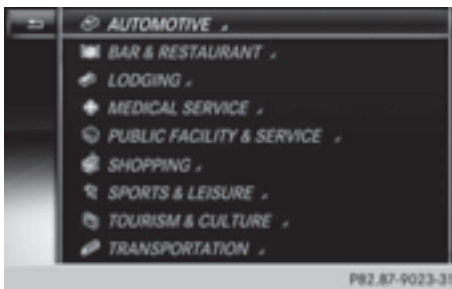 AUTOMOTIVE
BAR & RESTAURANT
LODGING
MEDICAL SERVICE
PUBLIC FACILITY & SERVICE
SHOPPING
SPORTS & LEISURE
TOURISM & CULTURE
TRANSPORTATION
P82.87-9023-31